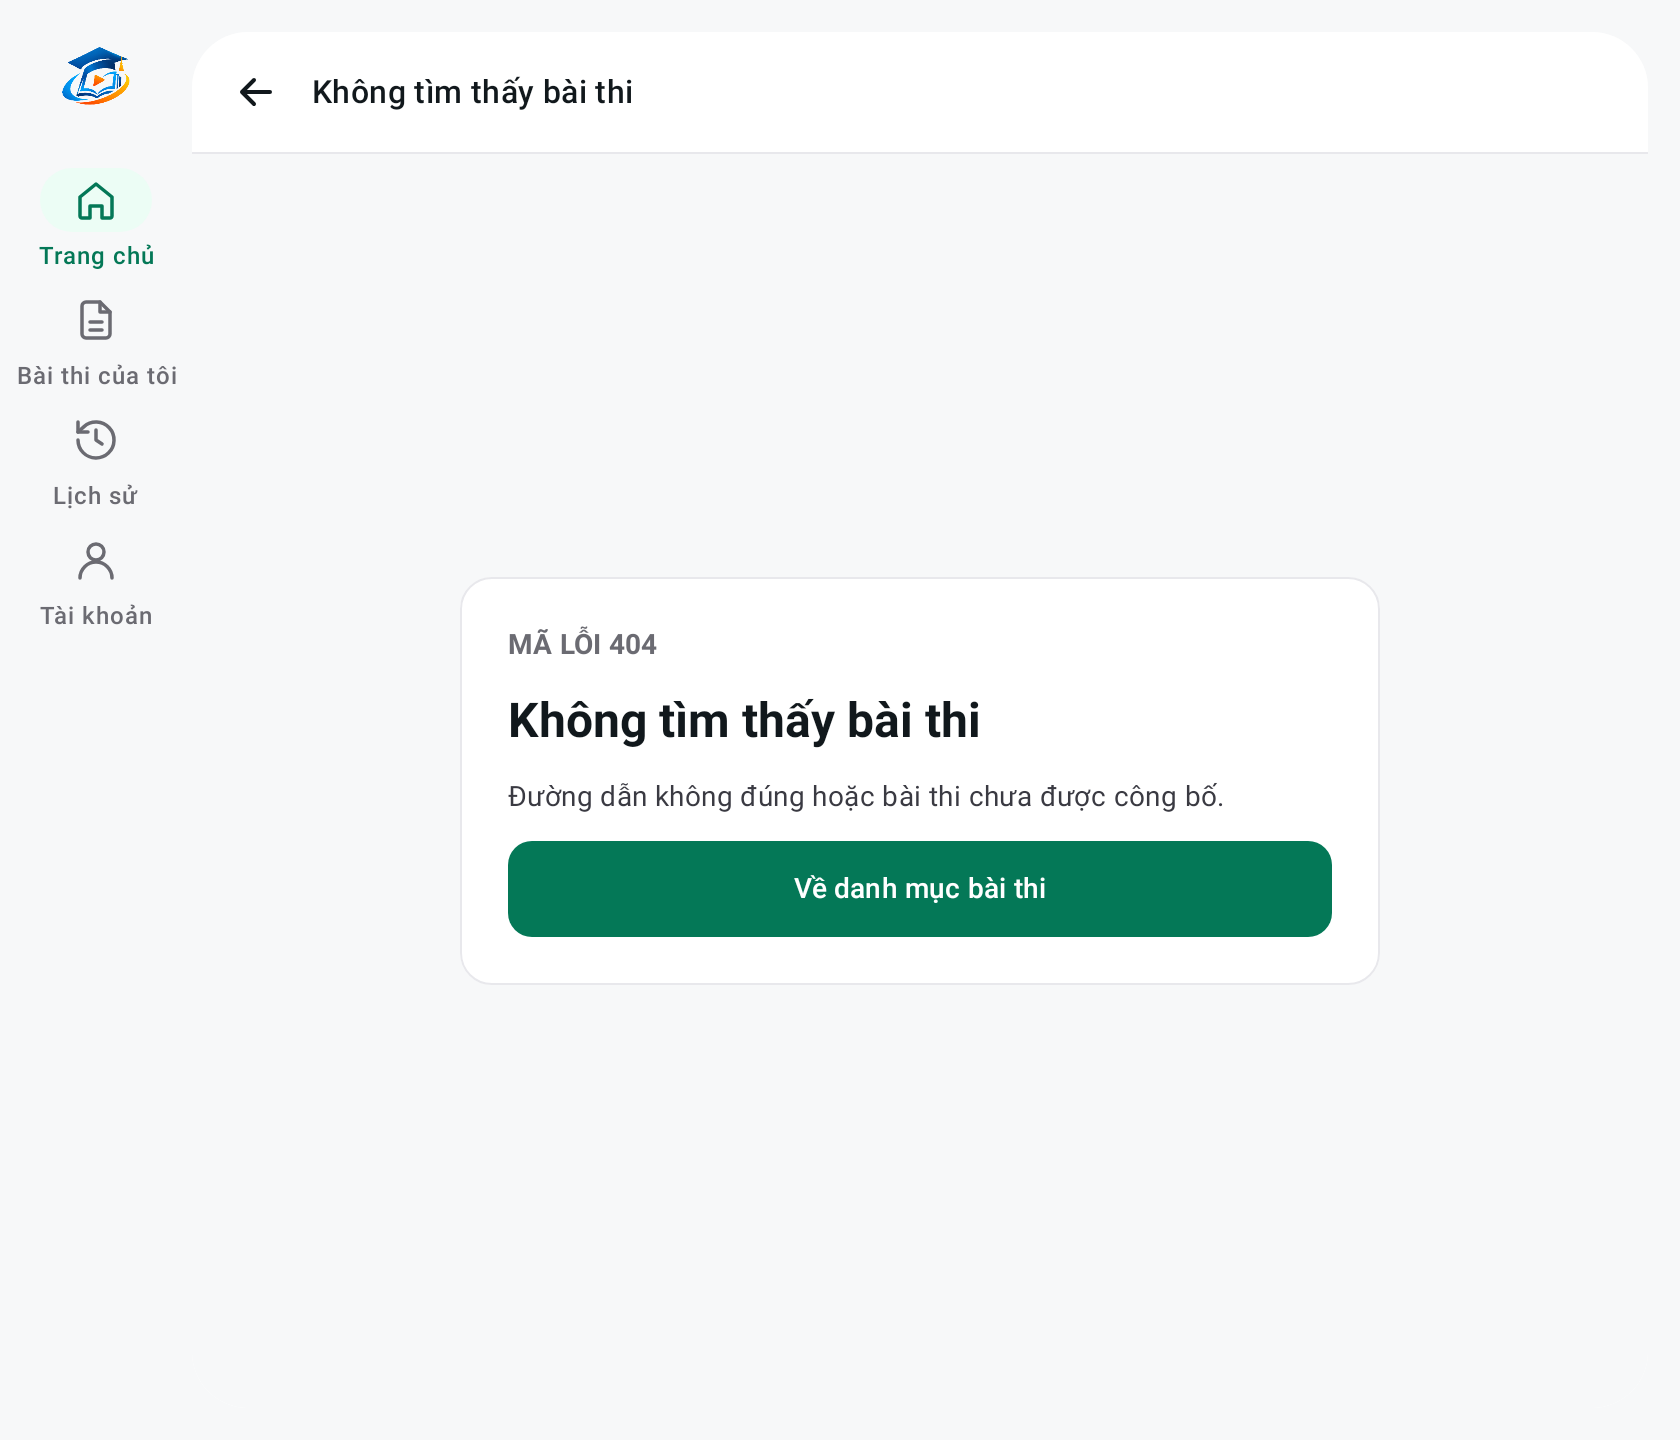 Không tìm thấy bài thi
Trang chủ
Bài thi của tôi
Lịch sử
Tài khoản
MÃ LỖI 404
Không tìm thấy bài thi
Đường dẫn không đúng hoặc bài thi chưa được công bố.
Về danh mục bài thi